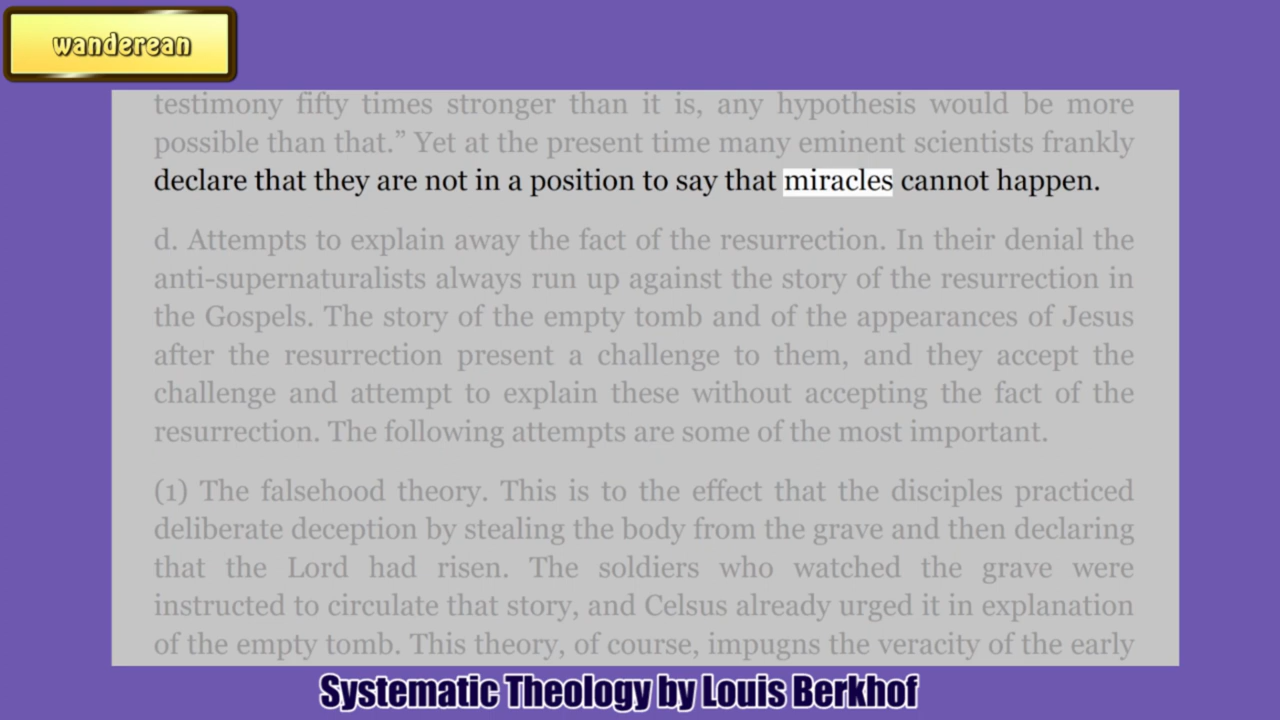 wanderean
testimony fifty times stronger than it is, any hypothesis would be more
possible than that.” Yet at the present time many eminent scientists frankly
declare that they are not in a position to say that miracles cannot happen.
d. Attempts to explain away the fact of the resurrection. In their denial the
anti-supernaturalists always run up against the story of the resurrection in
the Gospels. The story of the empty tomb and of the appearances of Jesus
after the resurrection present a challenge to them, and they accept the
challenge and attempt to explain these without accepting the fact of the
resurrection. The following attempts are some of the most important.
(1) The falsehood theory. This is to the effect that the disciples practiced
deliberate deception by stealing the body from the grave and then declaring
that the Lord had risen. The soldiers who watched the grave were
instructed to circulate that story, and Celsus already urged it in explanation
of the empty tomb. This theory, of course, impugns the veracity of the early
Systematic Theology by Louis Berkhof